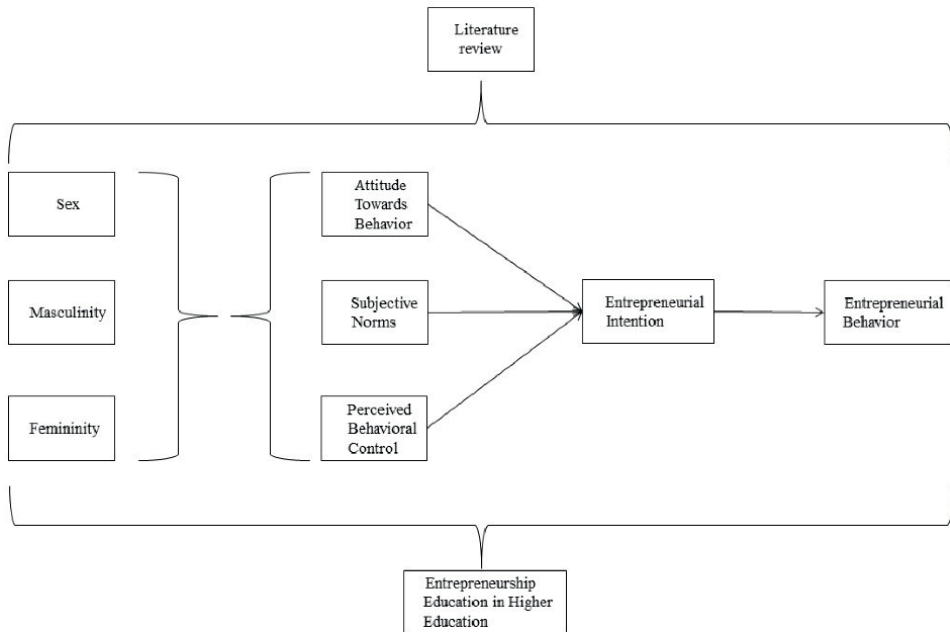 Literature
review
Sex
Attitude
Towards
Behavior
Masculinity
Subjective
Norms
Entrepreneurial
Intention
Entrepreneurial
Behavior
Femininity
Perceived
Behavioral
Control
Entrepreneurship
Education in Higher
Education